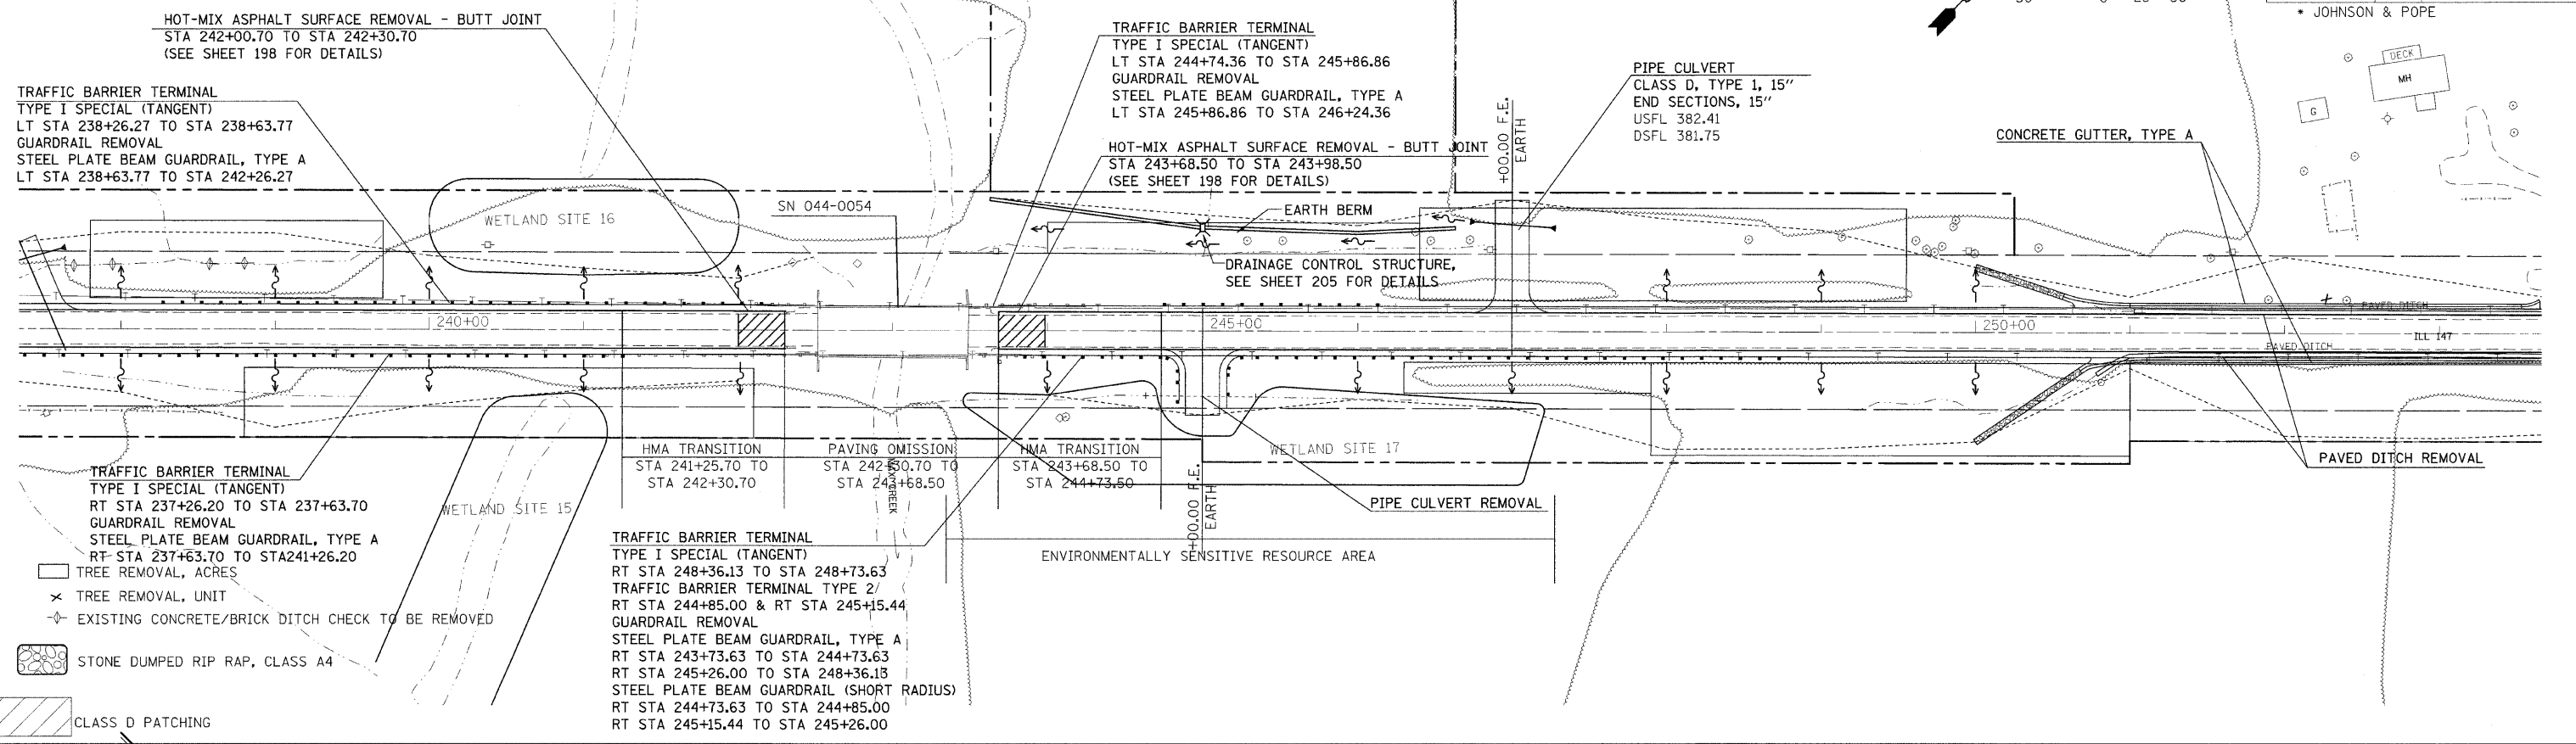 HOT-MIX ASPHALT SURFACE REMOVAL - BUTT JOINT
STA 242+00.70 TO STA 242+30.70
(SEE SHEET 198 FOR DETAILS)
TRAFFIC BARRIER TERMINAL
TYPE I SPECIAL (TANGENT)
LT STA 238+26.27 TO STA 238+63.77
GUARDRAIL REMOVAL
STEEL PLATE BEAM GUARDRAIL, TYPE A
LT STA 238+63.77 TO 242+26.27
TRAFFIC BARRIER TERMINAL
TYPE I SPECIAL (TANGENT)
LT STA 244+74.36 TO STA 245+86.86
GUARDRAIL REMOVAL
STEEL PLATE BEAM GUARDRAIL, TYPE A
LT STA 245+86.86 TO 246+24.36
HOT-MIX ASPHALT SURFACE REMOVAL - BUTT JOINT
STA 243+68.50 TO STA 243+98.50
(SEE SHEET 198 FOR DETAILS)
PIPE CULVERT
CLASS D, TYPE 1, 15"
END SECTIONS, 15"
USFL 382.41
DSFL 381.75
+00.00 F.E.
EARTH
* JOHNSON & POPE
DECK
MH
G
CONCRETE GUTTER, TYPE A
WETLAND SITE 16
SN 044-0054
EARTH BERM
DRAINAGE CONTROL STRUCTURE,
SEE SHEET 205 FOR DETAILS
240+00
245+00
250+00
PAVED DITCH
ILL 147
PAVED DITCH
HMA TRANSITION
STA 241+25.70 TO
STA 242+30.70
PAVING OMISSION
STA 242+30.70 TO
STA 243+68.50
HMA TRANSITION
STA 243+68.50 TO
STA 244+73.50
CREEK
WETLAND SITE 17
PAVED DITCH REMOVAL
PIPE CULVERT REMOVAL
+00.00 F.E.
EARTH
ENVIRONMENTALLY SENSITIVE RESOURCE AREA
WETLAND SITE 15
TRAFFIC BARRIER TERMINAL
TYPE I SPECIAL (TANGENT)
RT STA 237+26.20 TO STA 237+63.70
GUARDRAIL REMOVAL
STEEL PLATE BEAM GUARDRAIL, TYPE A
RT STA 237+63.70 TO STA241+26.20
TREE REMOVAL, ACRES
TREE REMOVAL, UNIT
EXISTING CONCRETE/BRICK DITCH CHECK TO BE REMOVED
STONE DUMPED RIP RAP, CLASS A4
CLASS D PATCHING
TRAFFIC BARRIER TERMINAL
TYPE I SPECIAL (TANGENT)
RT STA 248+36.13 TO STA 248+73.63
TRAFFIC BARRIER TERMINAL TYPE 2
RT STA 244+85.00 & RT STA 245+15.44
GUARDRAIL REMOVAL
STEEL PLATE BEAM GUARDRAIL, TYPE A
RT STA 243+73.63 TO STA 244+73.63
RT STA 245+26.00 TO STA 248+36.13
STEEL PLATE BEAM GUARDRAIL (SHORT RADIUS)
RT STA 244+73.63 TO STA 244+85.00
RT STA 245+15.44 TO STA 245+26.00